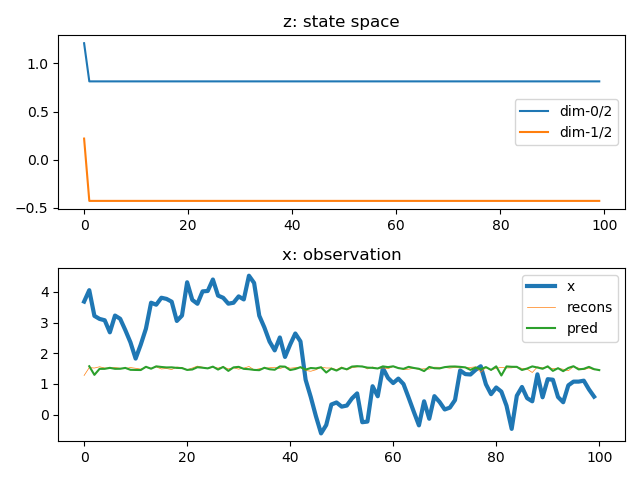 z: state space
1.0
0.5
0.0
−0.5
dim-0/2
dim-1/2
0 20 40 60 80 100
x: observation
4
3
2
1
0
x
recons
pred
0 20 40 60 80 100